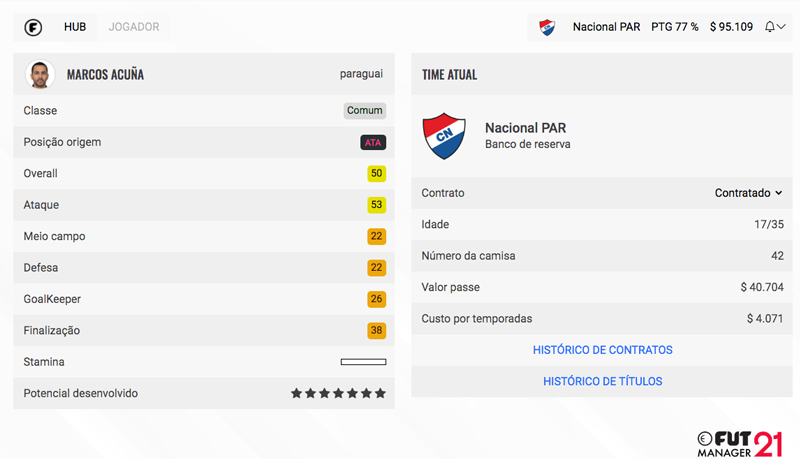 F HUB JOGADOR
Nacional PAR PTG 77 % $ 95.109
MARCOS ACUÑA paraguai
Classe Comum
Posição origem ATA
Overall 50
Ataque 53
Meio campo 22
Defesa 22
GoalKeeper 26
Finalização 38
Stamina
Potencial desenvolvido
TIME ATUAL
CN
Nacional PAR
Banco de reserva
Contrato Contratado
Idade 17/35
Número da camisa 42
Valor passe $ 40.704
Custo por temporadas $ 4.071
HISTÓRICO DE CONTRATOS
HISTÓRICO DE TÍTULOS
FUT
MANAGER 21